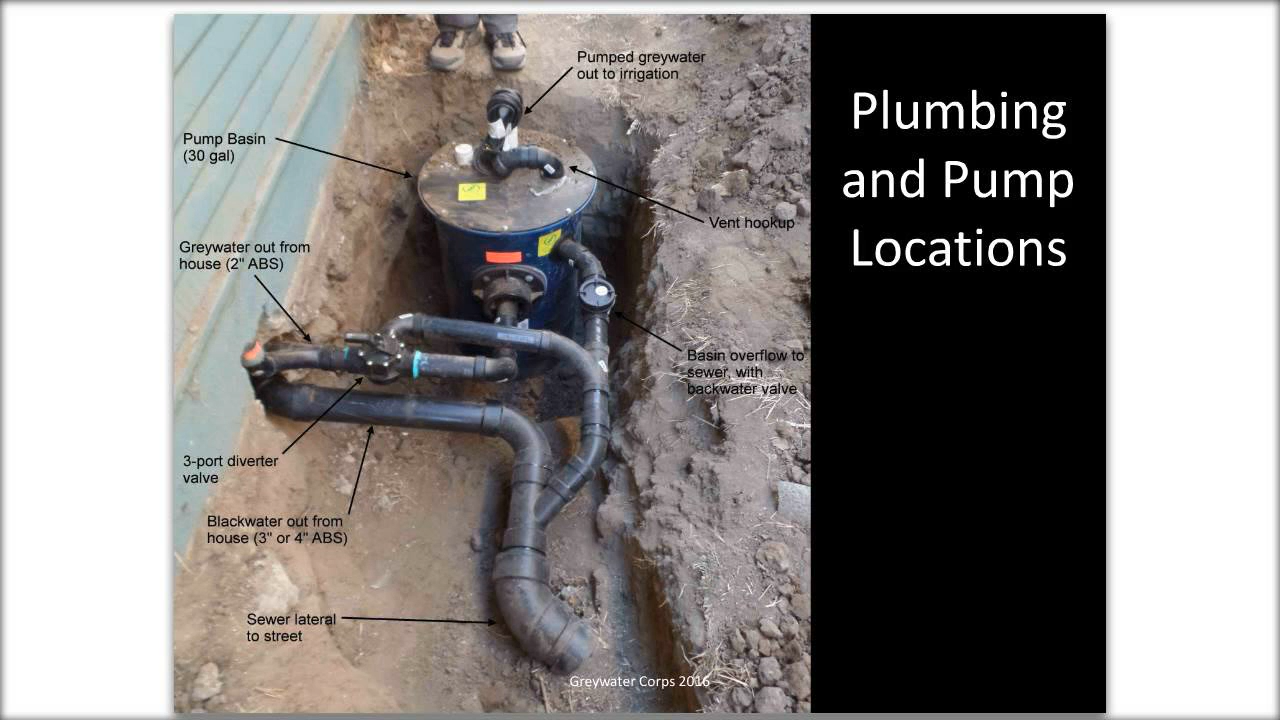 Plumbing
and Pump
Locations
Pumped greywater
out to irrigation
Pump Basin
(30 gal)
Vent hookup
Greywater out from
house (2" ABS)
Basin overflow to
sewer, with
backwater valve
3-port diverter
valve
Blackwater out from
house (3" or 4" ABS)
Sewer lateral
to street
Greywater Corps 2016